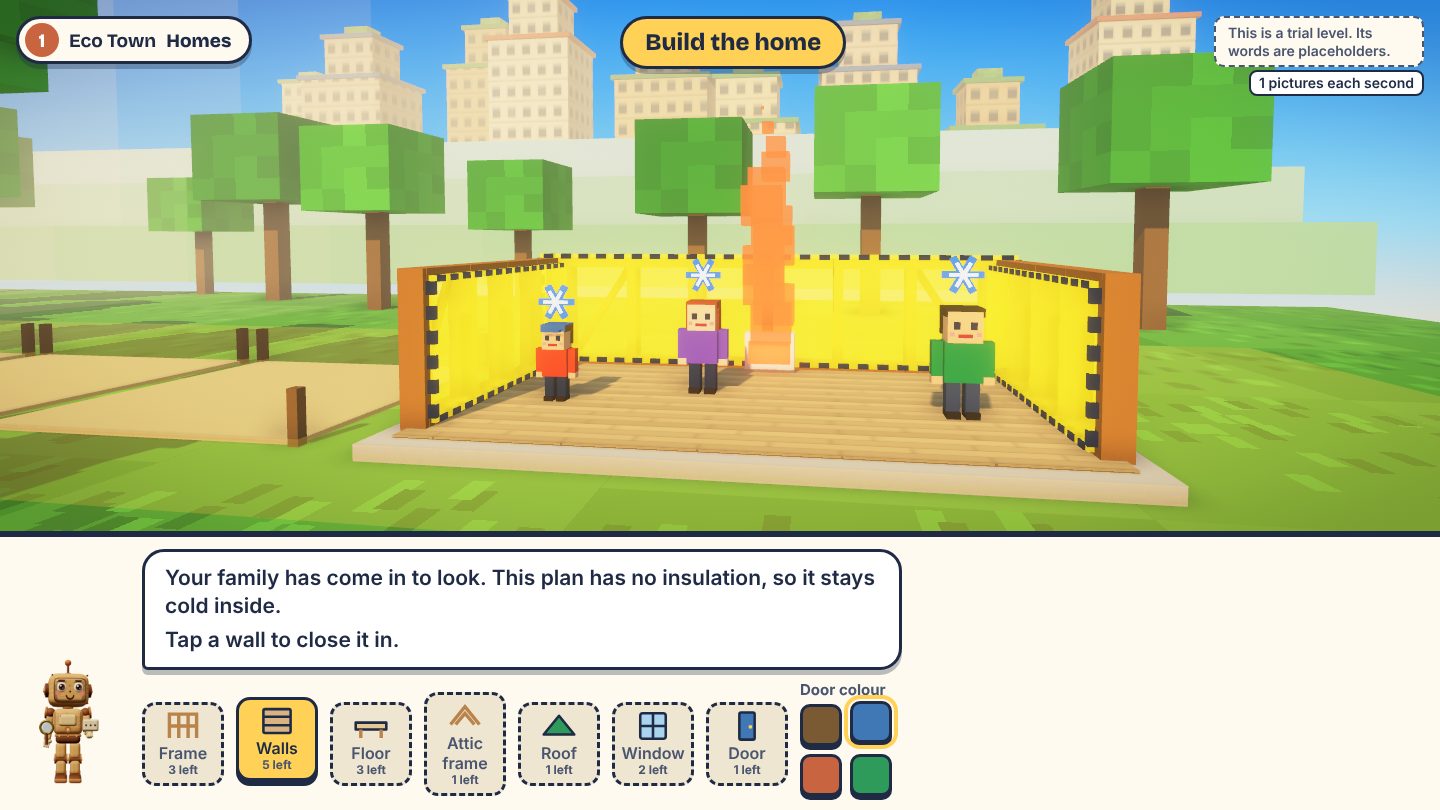 1 Eco Town Homes
Build the home
This is a trial level. Its
words are placeholders.
1 pictures each second
Your family has come in to look. This plan has no insulation, so it stays
cold inside.
Tap a wall to close it in.
Door colour
Frame
3 left
Walls
5 left
Floor
3 left
Attic
frame
1 left
Roof
1 left
Window
2 left
Door
1 left